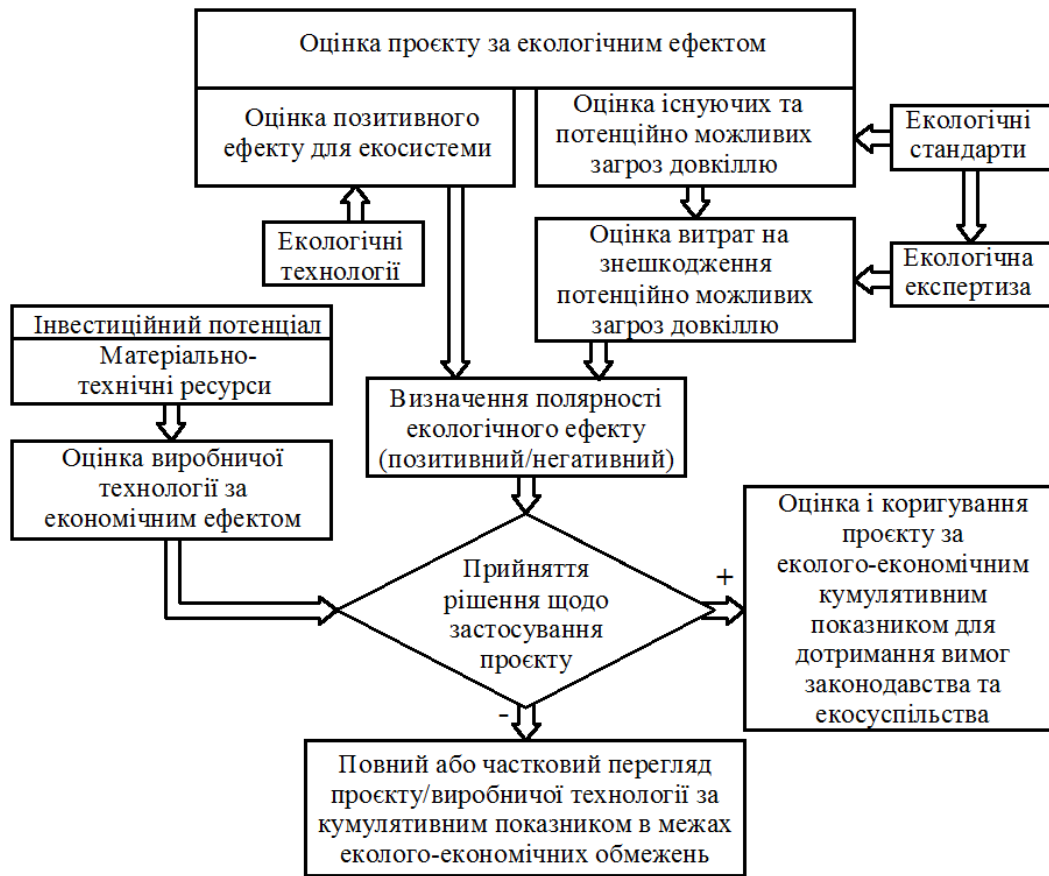 Оцінка проєкту за екологічним ефектом
Оцінка позитивного
ефекту для екосистеми
Оцінка існуючих та
потенційно можливих
загроз довкіллю
Екологічні
стандарти
Екологічні
технології
Оцінка витрат на
знешкодження
потенційно можливих
загроз довкіллю
Екологічна
експертиза
Інвестиційний потенціал
Матеріально-
технічні ресурси
Визначення полярності
екологічного ефекту
(позитивний/негативний)
Оцінка виробничої
технології за
економічним ефектом
Прийняття
рішення щодо
застосування
проєкту
+
Оцінка і коригування
проєкту за
еколого-економічним
кумулятивним
показником для
дотримання вимог
законодавства та
екосуспільства
-
Повний або частковий перегляд
проєкту/виробничої технології за
кумулятивним показником в межах
еколого-економічних обмежень